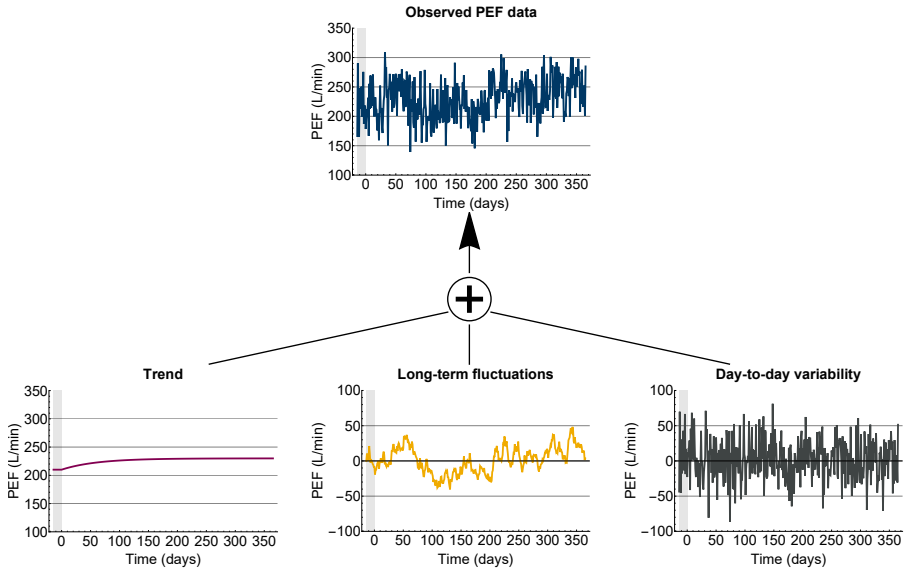 Observed PEF data
350
300
250
200
150
100
PEF (L/min)
0 50 100 150 200 250 300 350
Time (days)
+
Trend
350
300
250
200
150
100
PEF (L/min)
0 50 100 150 200 250 300 350
Time (days)
Long-term fluctuations
100
50
0
−50
−100
PEF (L/min)
0 50 100 150 200 250 300 350
Time (days)
Day-to-day variability
100
50
0
−50
−100
PEF (L/min)
0 50 100 150 200 250 300 350
Time (days)